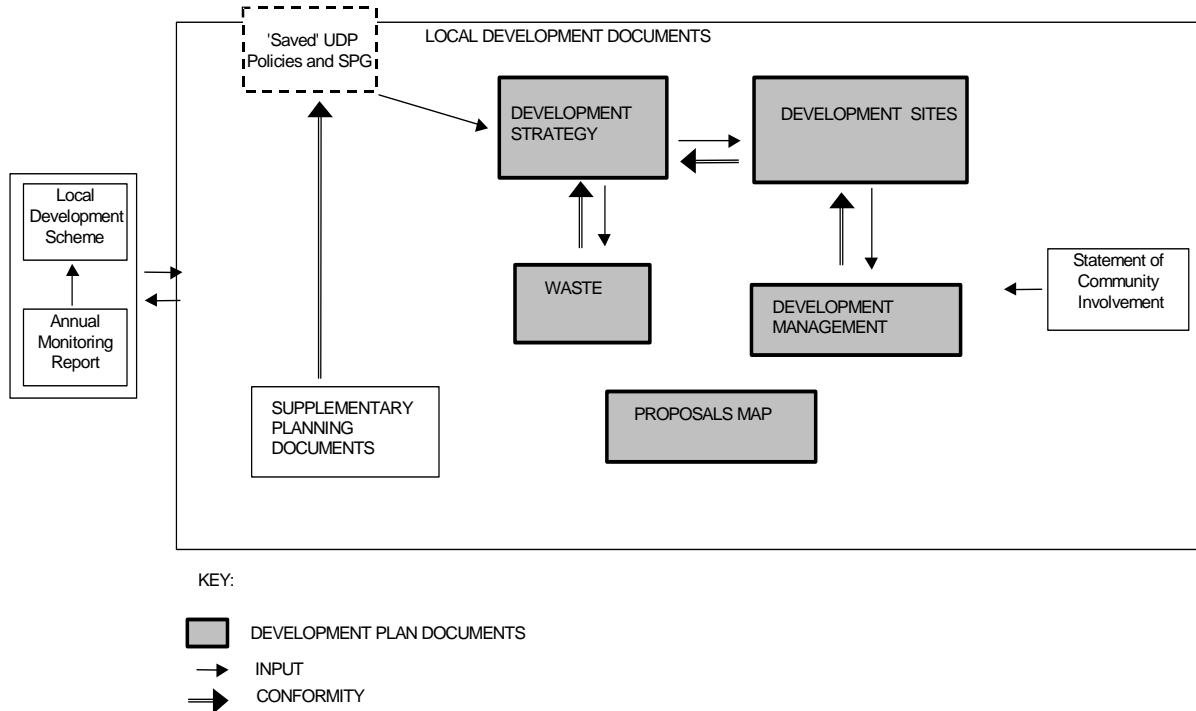 'Saved' UDP
Policies and SPG
LOCAL DEVELOPMENT DOCUMENTS
DEVELOPMENT
STRATEGY
DEVELOPMENT SITES
Local
Development
Scheme
Annual
Monitoring
Report
WASTE
DEVELOPMENT
MANAGEMENT
Statement of
Community
Involvement
SUPPLEMENTARY
PLANNING
DOCUMENTS
PROPOSALS MAP
KEY:
DEVELOPMENT PLAN DOCUMENTS
INPUT
CONFORMITY